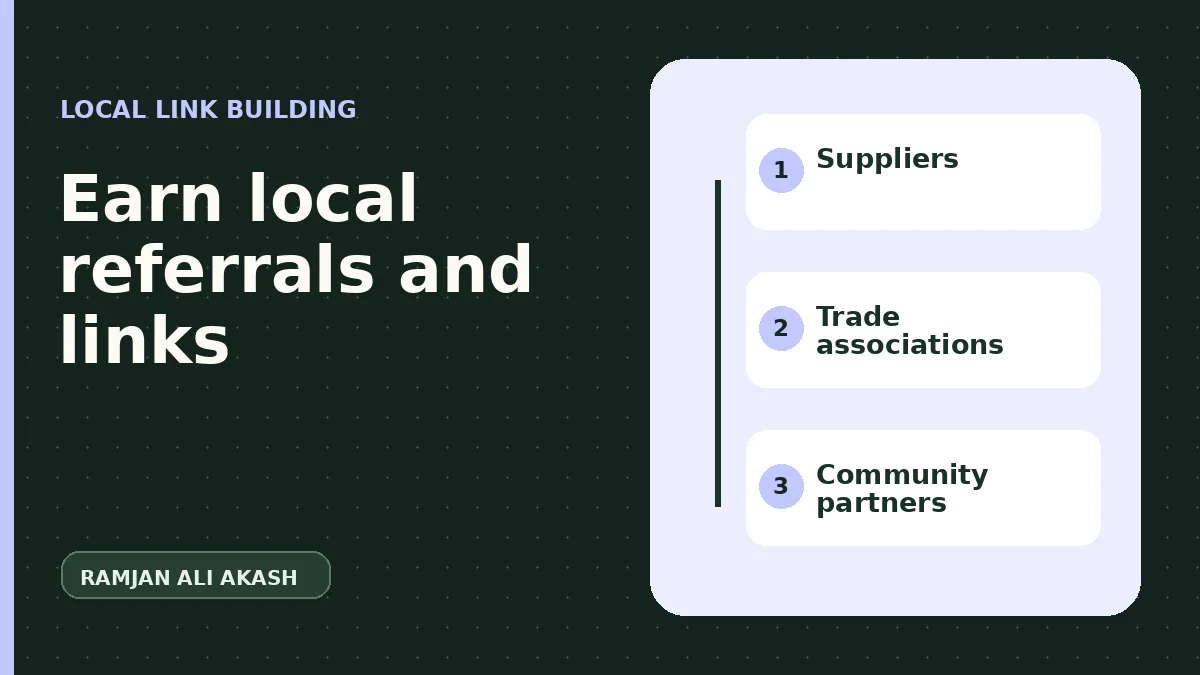 LOCAL LINK BUILDING
Earn local
referrals and
links
RAMJAN ALI AKASH
1
Suppliers
2
Trade
associations
3
Community
partners